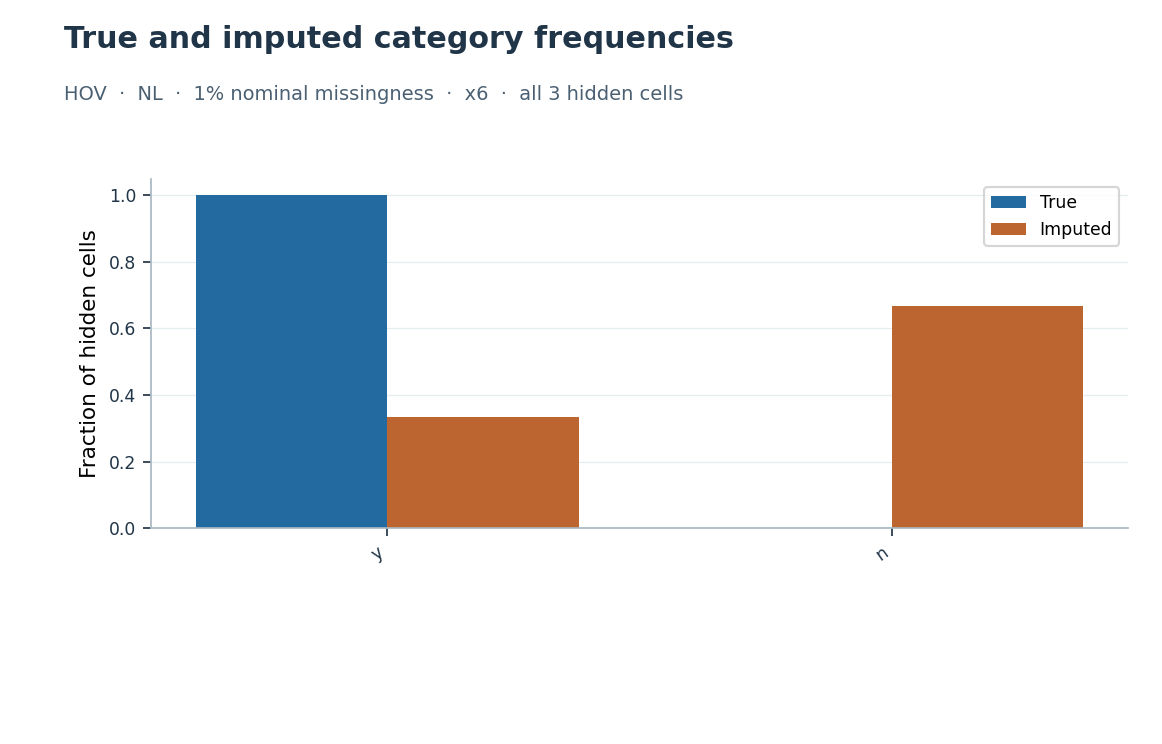 True and imputed category frequencies
HOV · NL · 1% nominal missingness · x6 · all 3 hidden cells
Fraction of hidden cells
1.0
0.8
0.6
0.4
0.2
0.0
True
Imputed
y
n